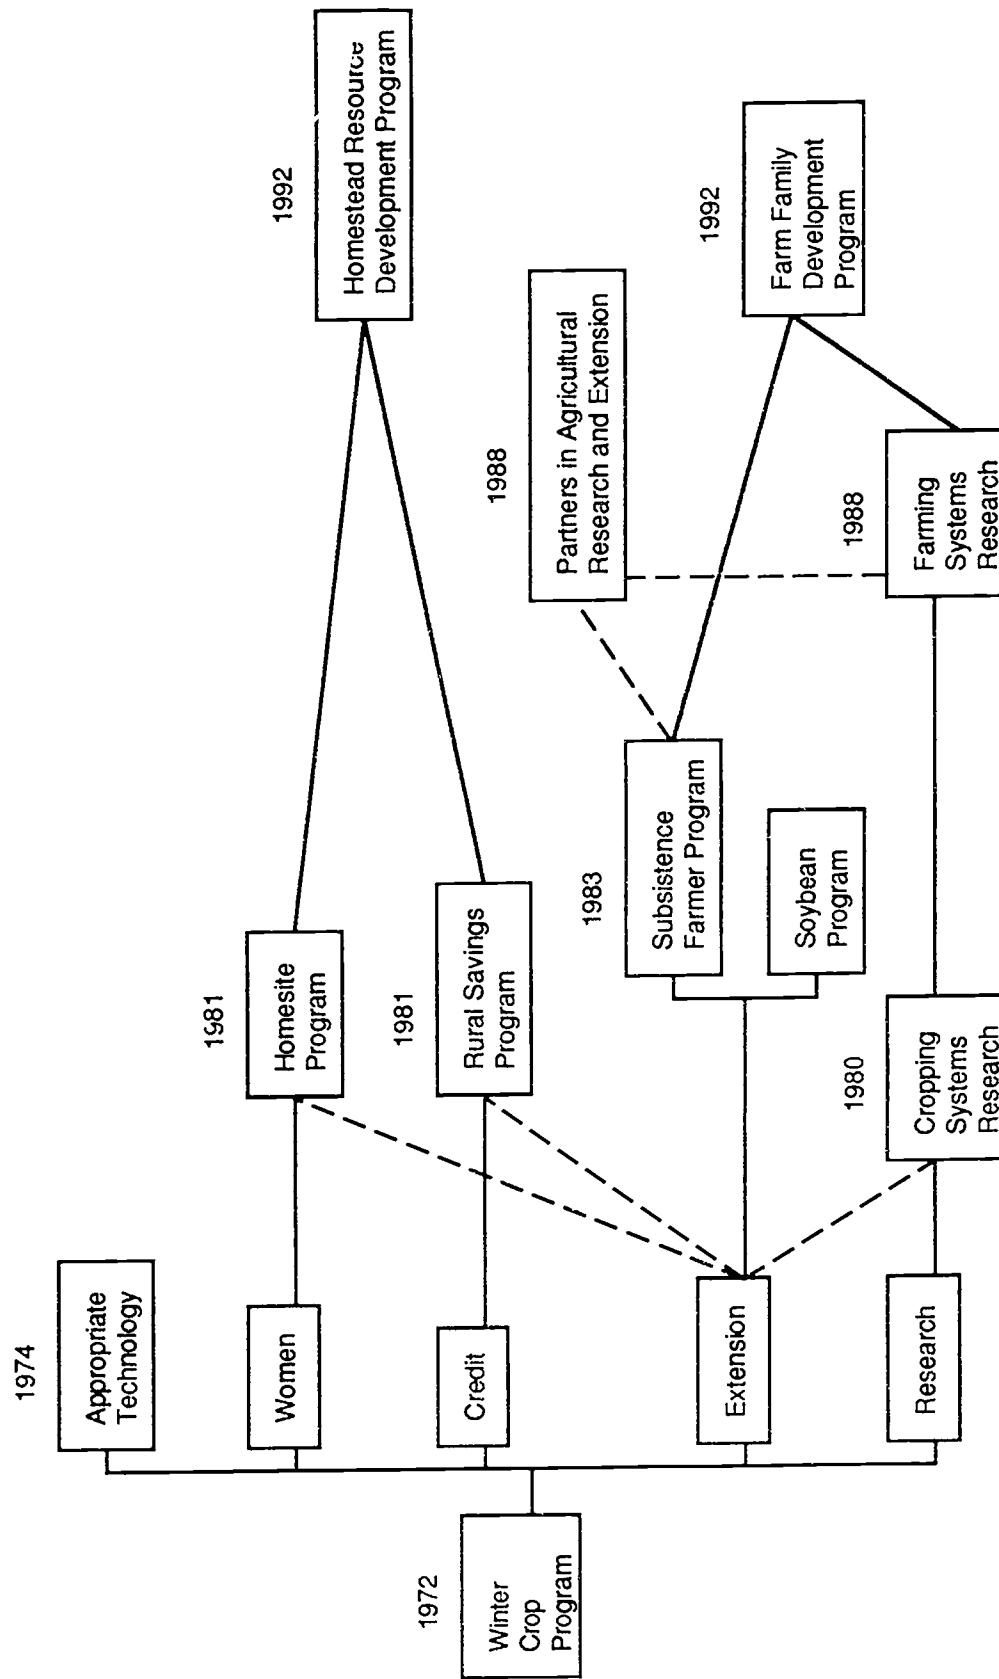 1972
Winter
Crop
Program
1974
Appropriate
Technology
Women
Credit
Extension
Research
1981
Homesite
Program
1981
Rural Savings
Program
1983
Subsistence
Farmer Program
Soybean
Program
1980
Cropping
Systems
Research
1988
Partners in Agricultural
Research and Extension
1988
Farming
Systems
Research
1992
Homestead Resource
Development Program
1992
Farm Family
Development
Program